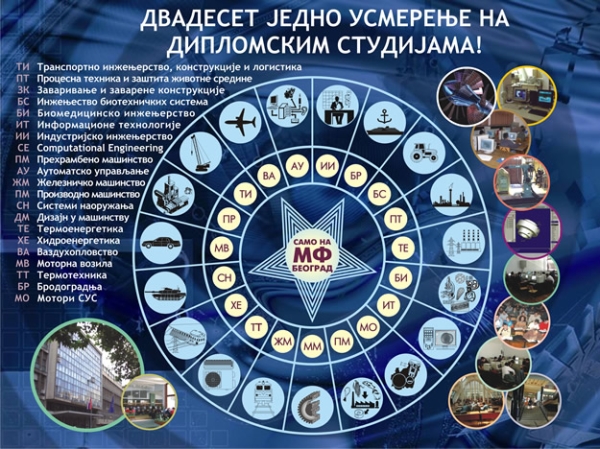 ДВАДЕСЕТ ЈЕДНО УСМЕРЕЊЕ НА
ДИПЛОМСКИМ СТУДИЈАМА!
ТИ Транспортно инжењерство, конструкције и логистика
ПТ Процесна техника и заштита животне средине
ЗК Заваривање и заварене конструкције
БС Инжењество биотехничких система
БИ Биомедицинско инжењерство
ИТ Информационе технологије
ИИ Индустријско инжењерство
CE Computational Engineering
ПМ Прехрамбено машинство
АУ Аутоматско управљање
ЖМ Железничко машинство
ПМ Производно машинство
СН Системи наоружања
ДМ Дизајн у машинству
ТЕ Термоенергетика
ХЕ Хидроенергетика
ВА Ваздухопловство
МВ Моторна возила
ТТ Термотехника
БР Бродоградња
МО Мотори СУС
АУ
ИИ
БР
БС
ПТ
ТЕ
БИ
ИТ
МО
ПМ
ММ
ЖМ
ТТ
ХЕ
СН
МВ
ПР
ТИ
ВА
САМО НА
МФ
БЕОГРАД